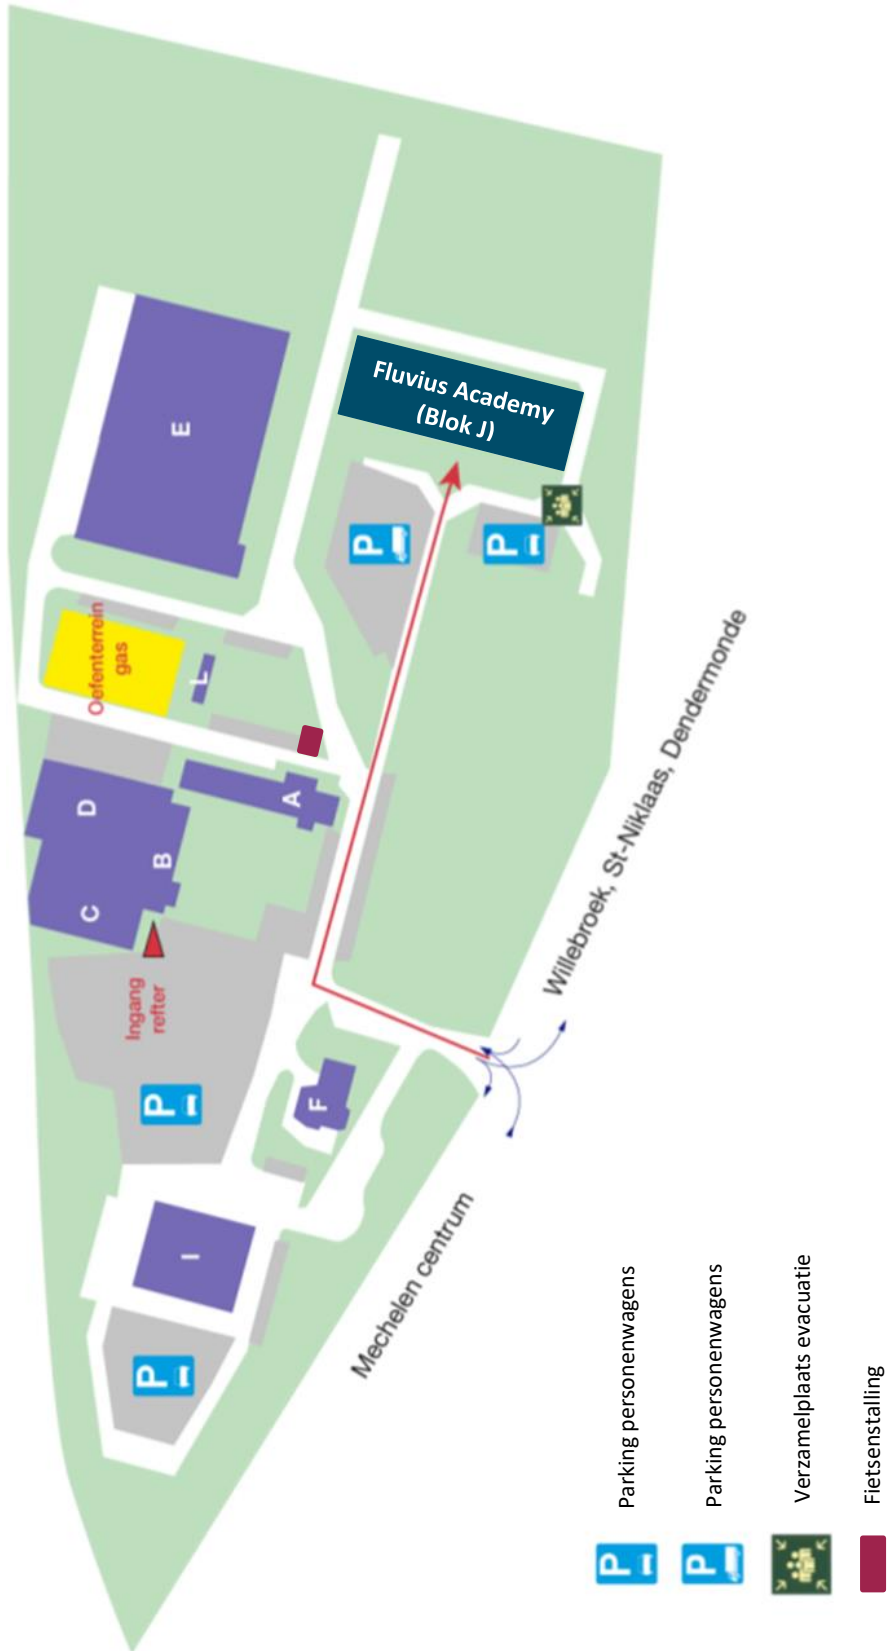 E
Fluvius Academy
(Blok J)
P
P
Oefenterrein
gas
L
D
B
C
A
Ingang
refter
P
F
I
P
Willebroek, St-Niklaas, Dendermonde
Mechelen centrum
P Parking personenwagens
P Parking personenwagens
Verzamelplaats evacuatie
Fietsenstalling